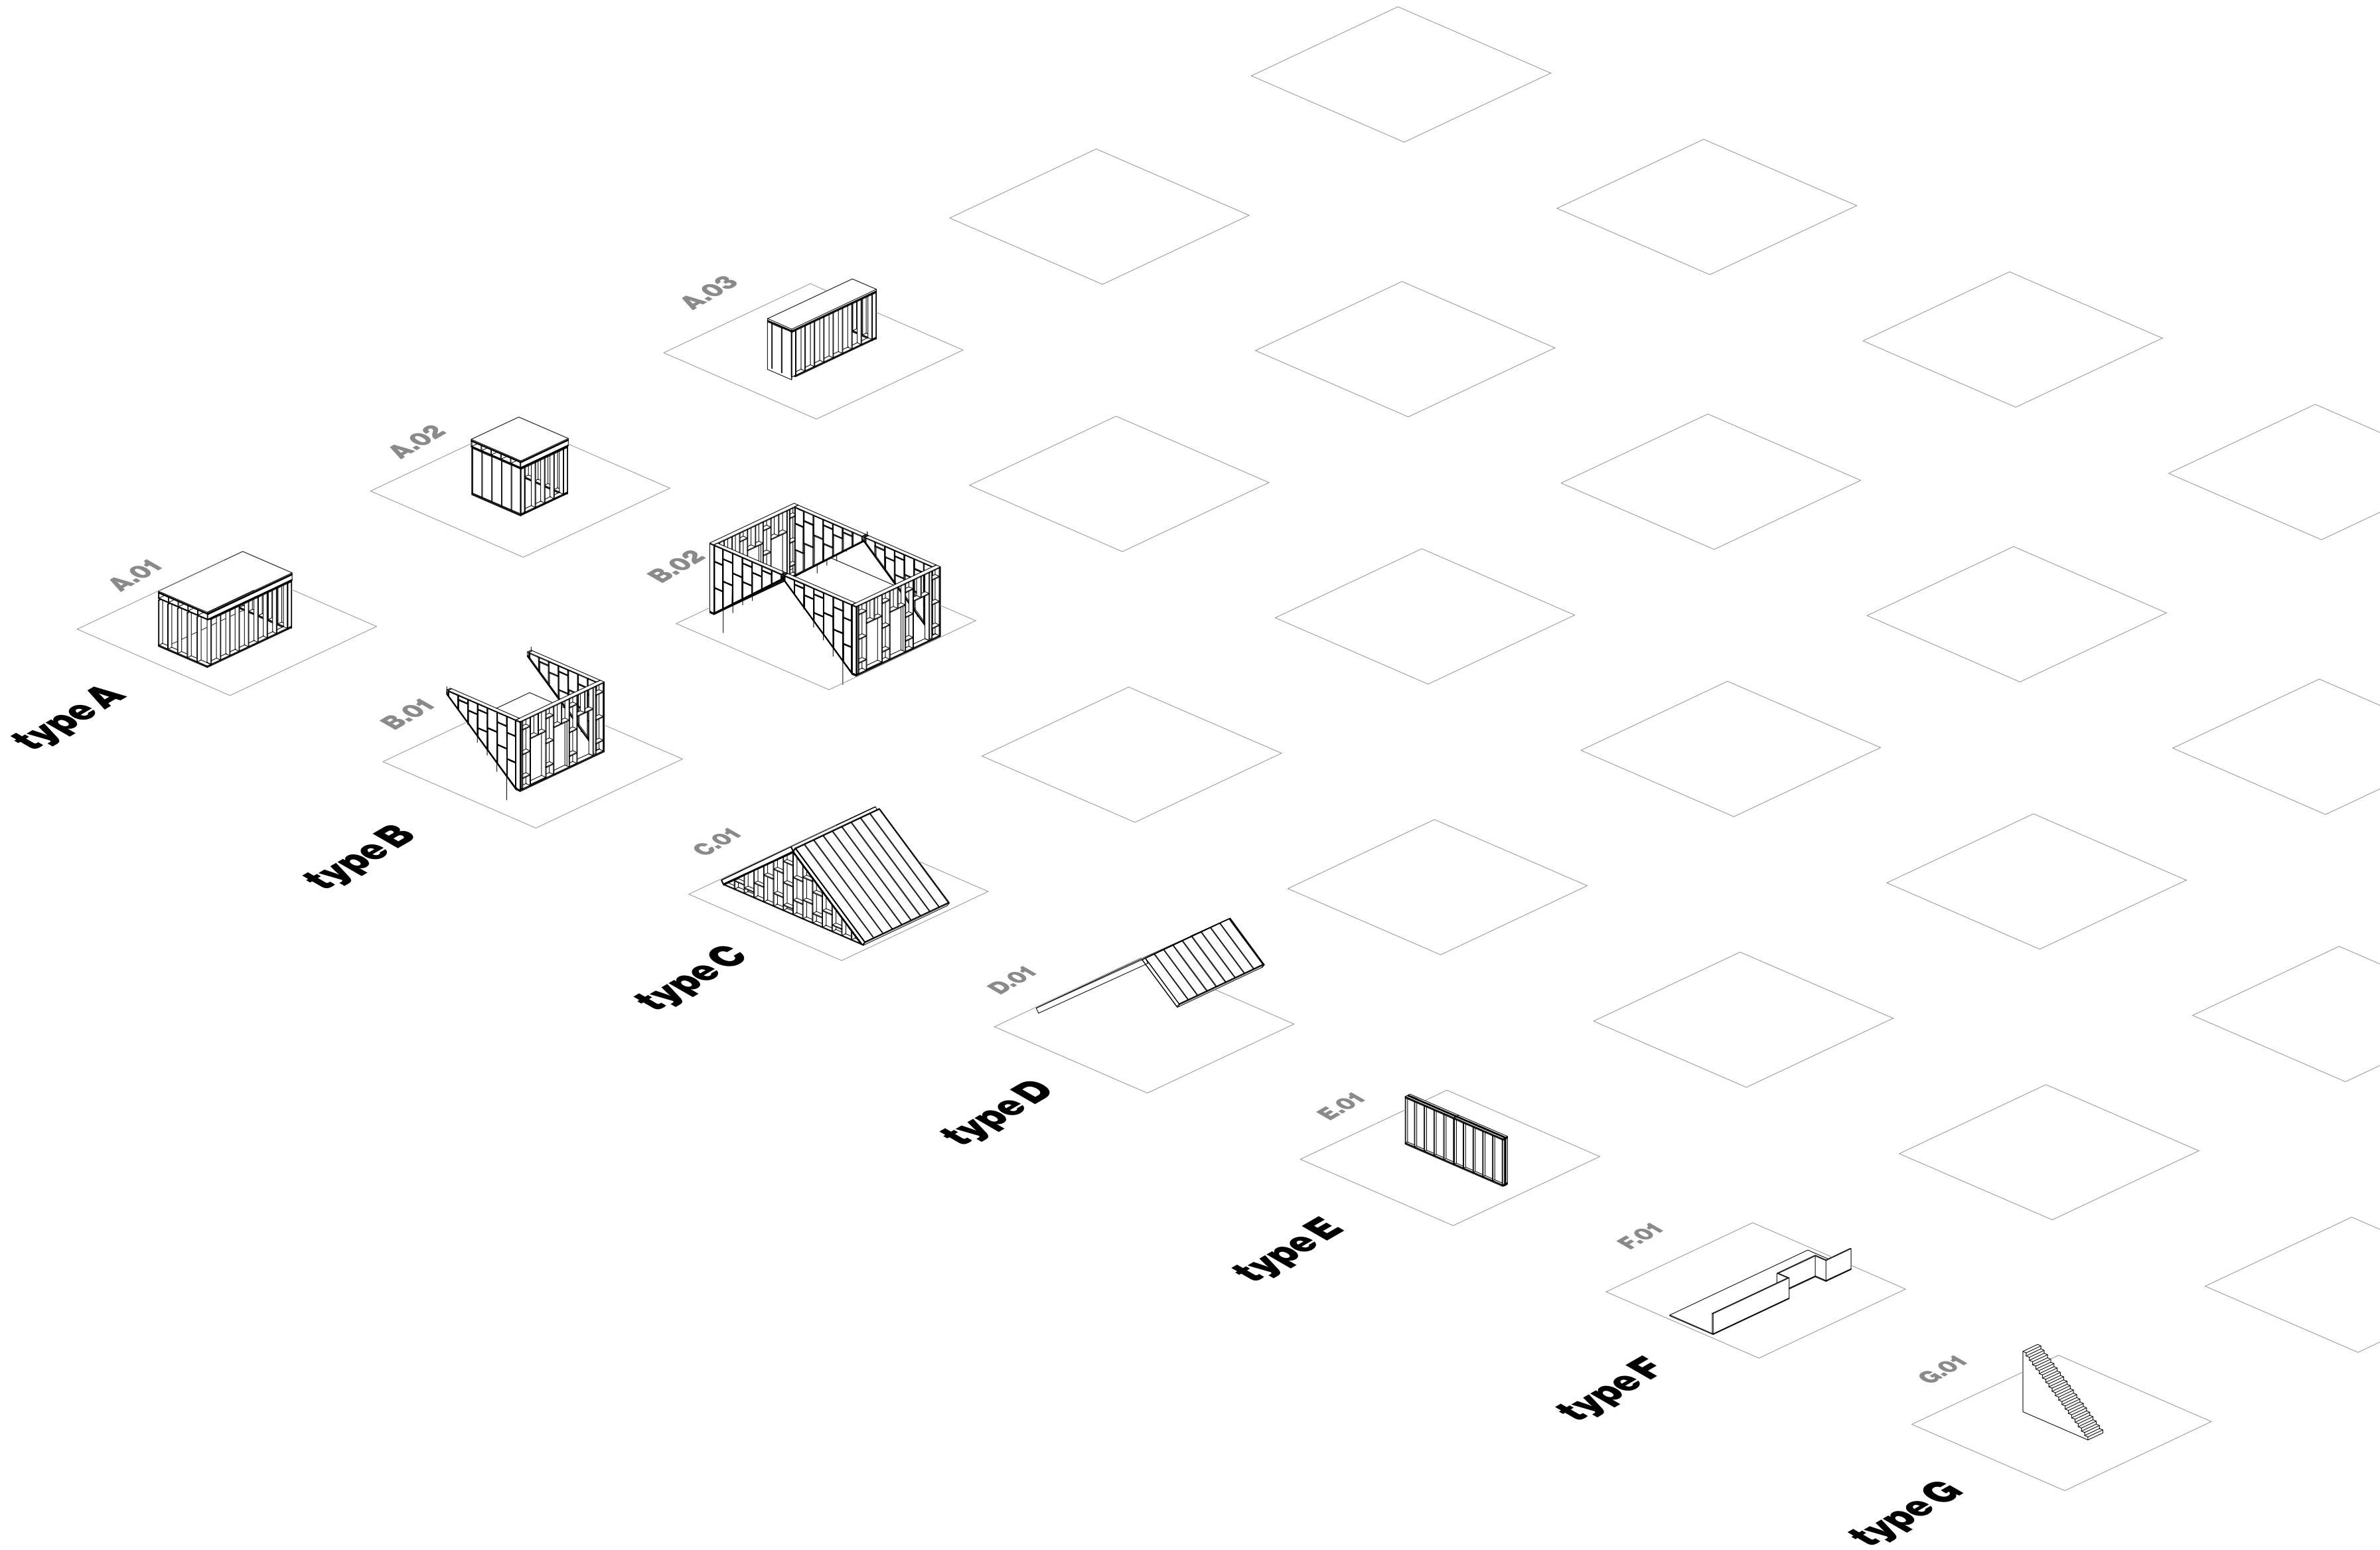 A.03
A.02
A.01
B.02
type A
B.01
type B
C.01
type C
D.01
type D
E.01
type E
F.01
type F
G.01
type G